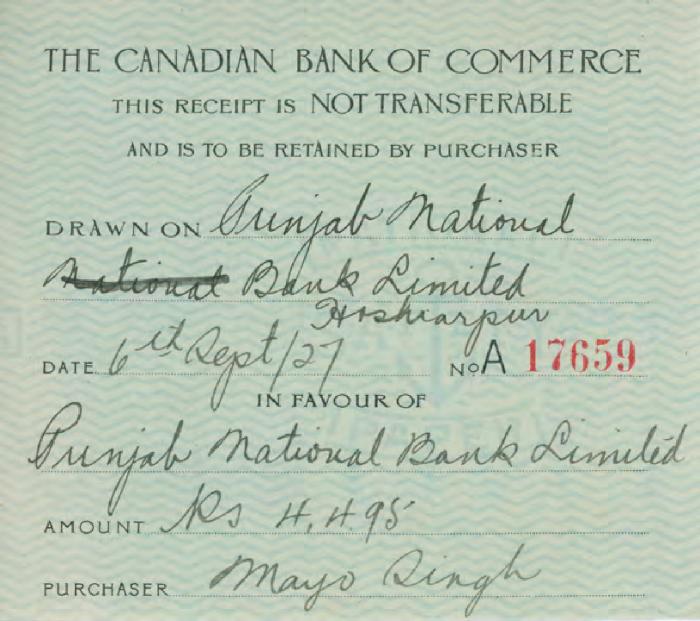 THE CANADIAN BANK OF COMMERCE
THIS RECEIPT IS NOT TRANSFERABLE
AND IS TO BE RETAINED BY PURCHASER
DRAWN ON Punjab National
National Bank Limited
Hoshiarpur
DATE 6th Sept/27 No A 17659
IN FAVOUR OF
Punjab National Bank Limited
AMOUNT Rs 4,495
PURCHASER Mayo Singh